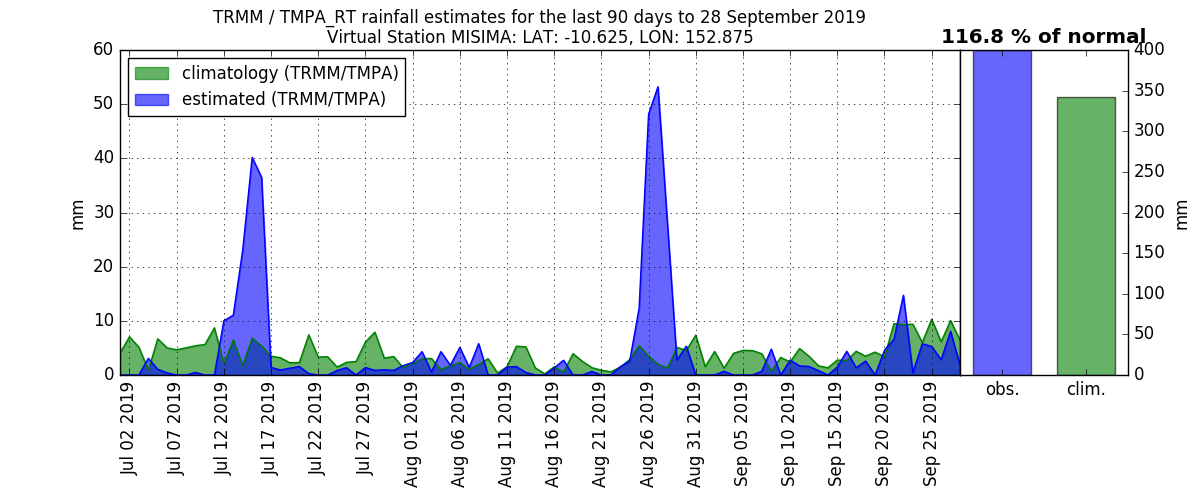 TRMM / TMPA_RT rainfall estimates for the last 90 days to 28 September 2019
Virtual Station MISIMA: LAT: -10.625, LON: 152.875
116.8 % of normal
climatology (TRMM/TMPA)
estimated (TRMM/TMPA)
60
50
40
30
20
10
0
mm
400
350
300
250
200
150
100
50
0
mm
Jul 02 2019
Jul 07 2019
Jul 12 2019
Jul 17 2019
Jul 22 2019
Jul 27 2019
Aug 01 2019
Aug 06 2019
Aug 11 2019
Aug 16 2019
Aug 21 2019
Aug 26 2019
Aug 31 2019
Sep 05 2019
Sep 10 2019
Sep 15 2019
Sep 20 2019
Sep 25 2019
obs.
clim.